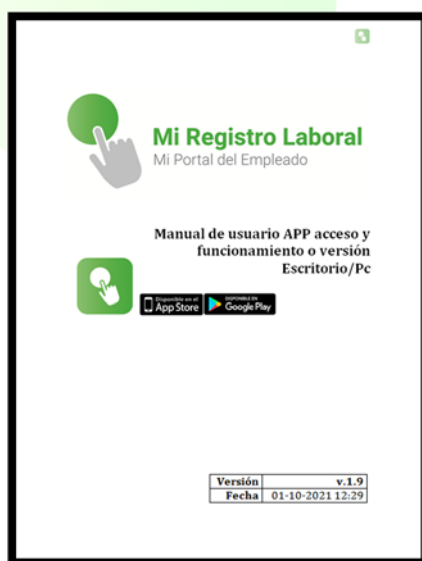 Mi Registro Laboral
Mi Portal del Empleado
Manual de usuario APP acceso y
funcionamiento o versión
Escritorio/Pc
Disponible en el
App Store
DISPONIBLE EN
Google Play
Versión v.1.9
Fecha 01-10-2021 12:29